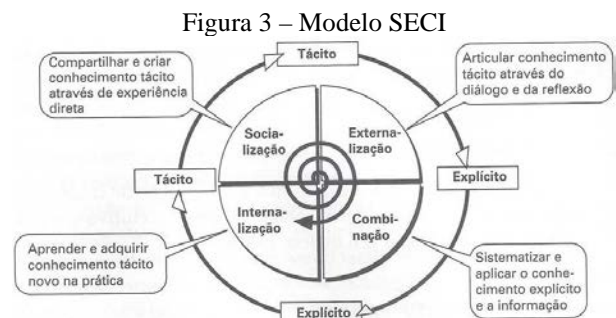 Figura 3 – Modelo SECI
Tácito
Compartilhar e criar
conhecimento tácito
através de experiência
direta
Articular conhecimento
tácito através do
diálogo e da reflexão
Socia-
lização
Externa-
lização
Tácito
Explícito
Interna-
lização
Combi-
nação
Aprender e adquirir
conhecimento tácito
novo na prática
Sistematizar e
aplicar o conhe-
cimento explícito
e a informação
Explícito